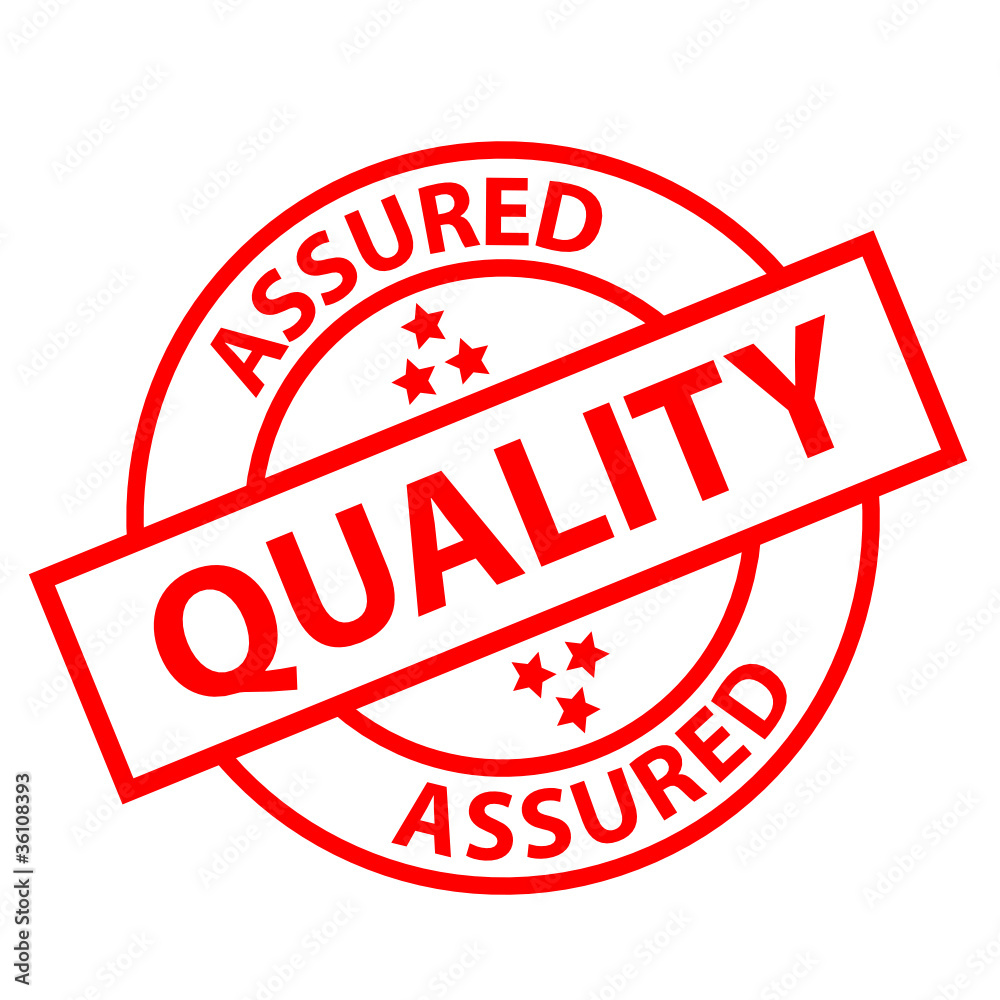 ASSURED
QUALITY
ASSURED
Adobe Stock | #36108393